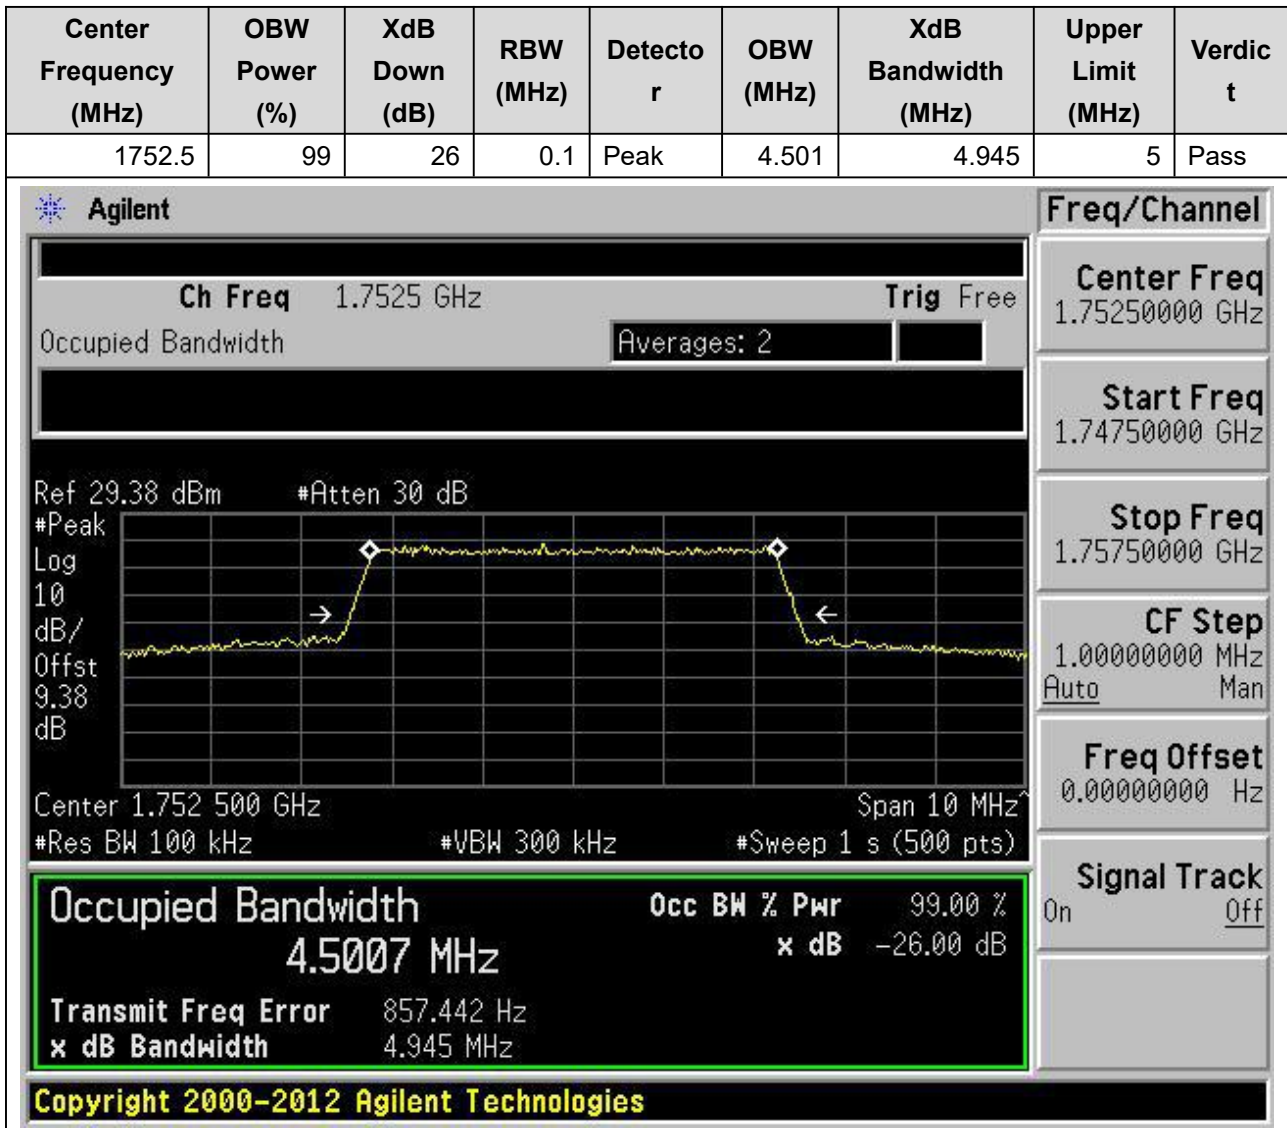 Center Frequency (MHz) OBW Power (%) XdB Down (dB) RBW (MHz) Detecto r OBW (MHz) XdB Bandwidth (MHz) Upper Limit (MHz) Verdic t
1752.5 99 26 0.1 Peak 4.501 4.945 5 Pass
Agilent
Ch Freq 1.7525 GHz Trig Free
Occupied Bandwidth Averages: 2
Ref 29.38 dBm #Atten 30 dB
#Peak
Log
10
dB/
Offst
9.38
dB
Center 1.752 500 GHz Span 10 MHz^
#Res BW 100 kHz #VBW 300 kHz #Sweep 1 s (500 pts)
Occupied Bandwidth Occ BW % Pwr 99.00 %
4.5007 MHz x dB -26.00 dB
Transmit Freq Error 857.442 Hz
x dB Bandwidth 4.945 MHz
Copyright 2000-2012 Agilent Technologies
Freq/Channel
Center Freq
1.75250000 GHz
Start Freq
1.74750000 GHz
Stop Freq
1.75750000 GHz
CF Step
1.00000000 MHz
Auto Man
Freq Offset
0.00000000 Hz
Signal Track
On Off